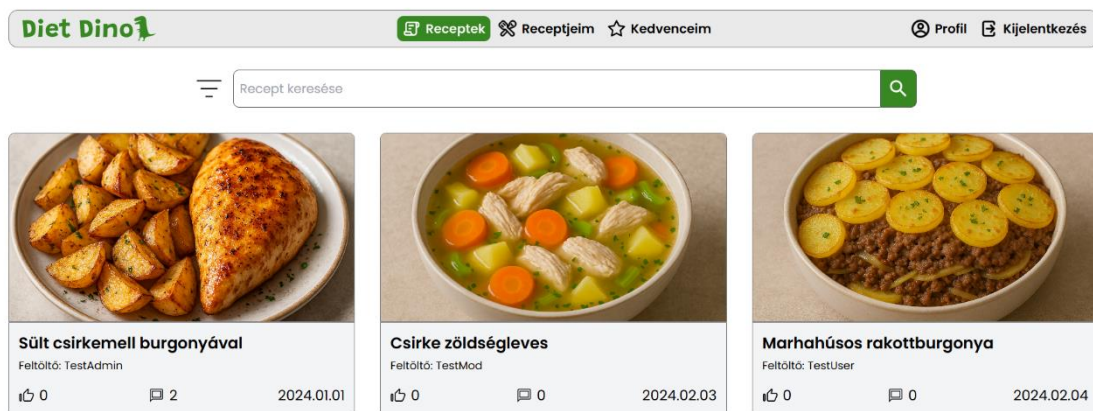 Diet Dino
Receptek Receptjeim Kedvenceim
Profil Kijelentkezés
Recept keresése
Sült csirkemell burgonyával
Feltöltő: TestAdmin
0 2 2024.01.01
Csirke zöldségleves
Feltöltő: TestMod
0 0 2024.02.03
Marhahúsos rakottburgonya
Feltöltő: TestUser
0 0 2024.02.04